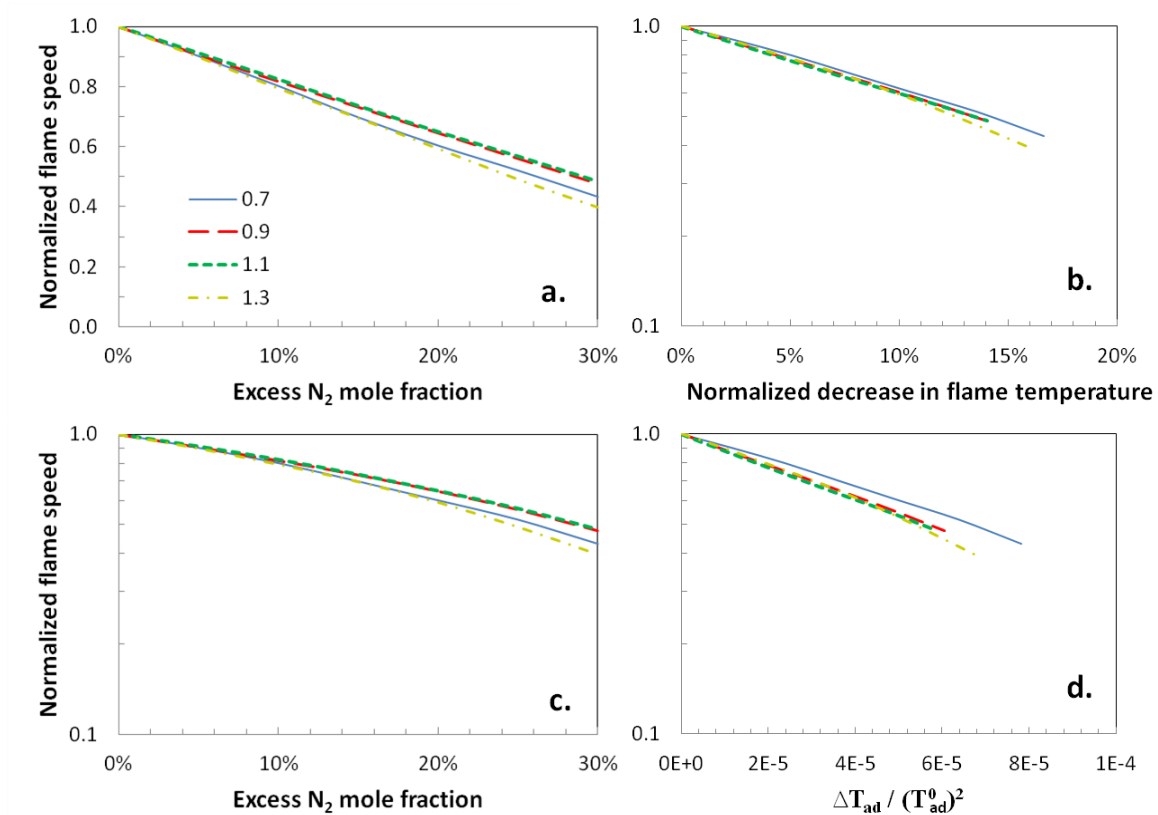 Normalized flame speed
1.0
0.8
0.6
0.4
0.2
0.0
0.7
0.9
1.1
1.3
a.
0%
10%
20%
30%
Excess N₂ mole fraction
1.0
0.1
b.
0%
5%
10%
15%
20%
Normalized decrease in flame temperature
Normalized flame speed
1.0
0.1
c.
0%
10%
20%
30%
Excess N₂ mole fraction
1.0
0.1
d.
0E+0
2E-5
4E-5
6E-5
8E-5
1E-4
ΔT_ad / (T⁰_ad)²